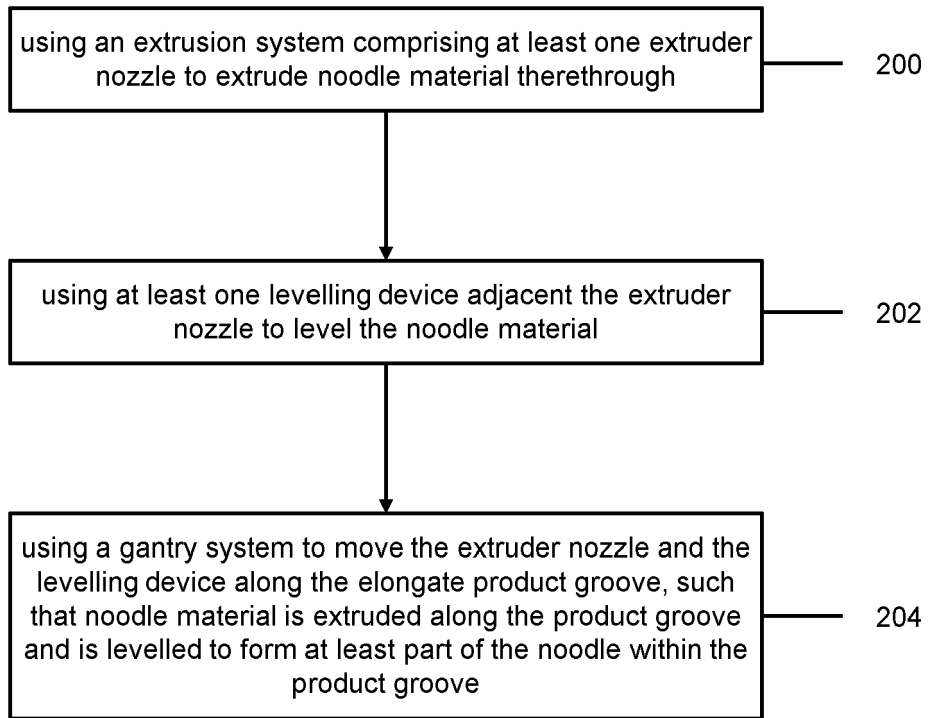 using an extrusion system comprising at least one extruder
nozzle to extrude noodle material therethrough
200
using at least one levelling device adjacent the extruder
nozzle to level the noodle material
202
using a gantry system to move the extruder nozzle and the
levelling device along the elongate product groove, such
that noodle material is extruded along the product groove
and is levelled to form at least part of the noodle within the
product groove
204